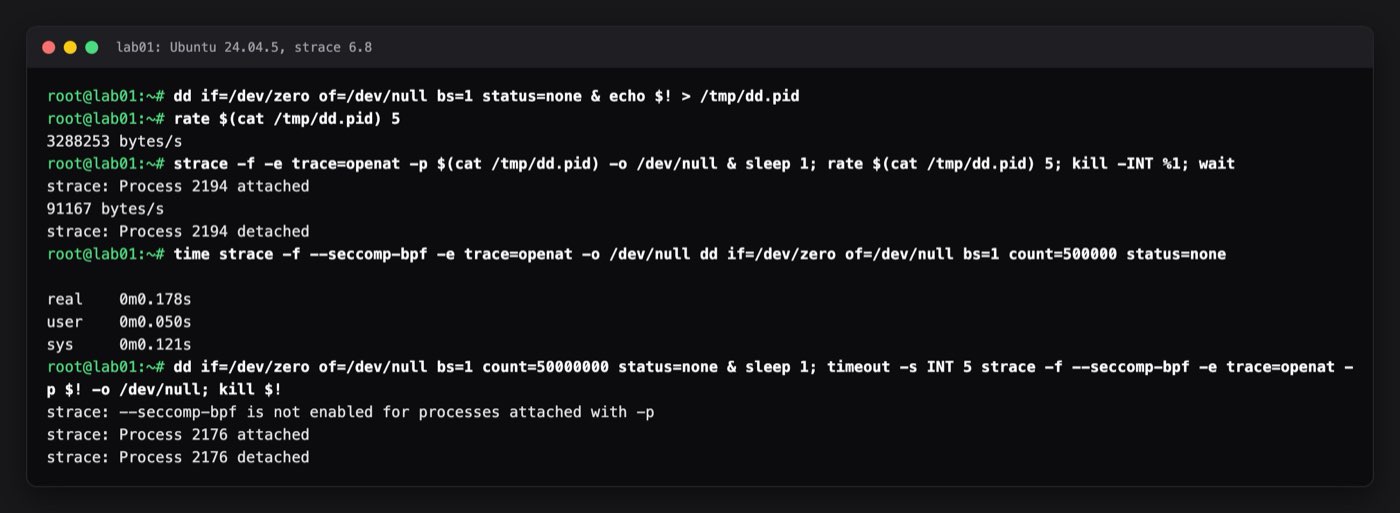 lab01: Ubuntu 24.04.5, strace 6.8
root@lab01:~# dd if=/dev/zero of=/dev/null bs=1 status=none & echo $! > /tmp/dd.pid
root@lab01:~# rate $(cat /tmp/dd.pid) 5
3288253 bytes/s
root@lab01:~# strace -f -e trace=openat -p $(cat /tmp/dd.pid) -o /dev/null & sleep 1; rate $(cat /tmp/dd.pid) 5; kill -INT %1; wait
strace: Process 2194 attached
91167 bytes/s
strace: Process 2194 detached
root@lab01:~# time strace -f --seccomp-bpf -e trace=openat -o /dev/null dd if=/dev/zero of=/dev/null bs=1 count=500000 status=none
real    0m0.178s
user    0m0.050s
sys     0m0.121s
root@lab01:~# dd if=/dev/zero of=/dev/null bs=1 count=50000000 status=none & sleep 1; timeout -s INT 5 strace -f --seccomp-bpf -e trace=openat -
p $! -o /dev/null; kill $!
strace: --seccomp-bpf is not enabled for processes attached with -p
strace: Process 2176 attached
strace: Process 2176 detached